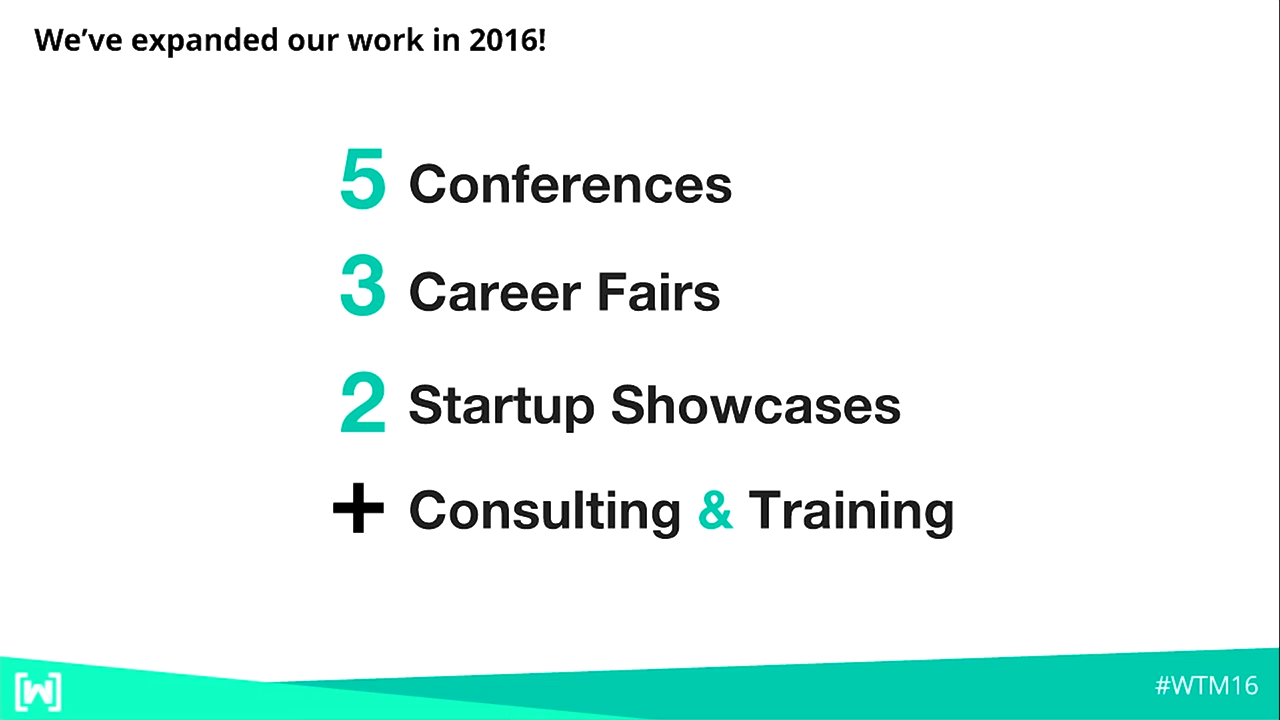 We've expanded our work in 2016!
5 Conferences
3 Career Fairs
2 Startup Showcases
+ Consulting & Training
[W]
#WTM16